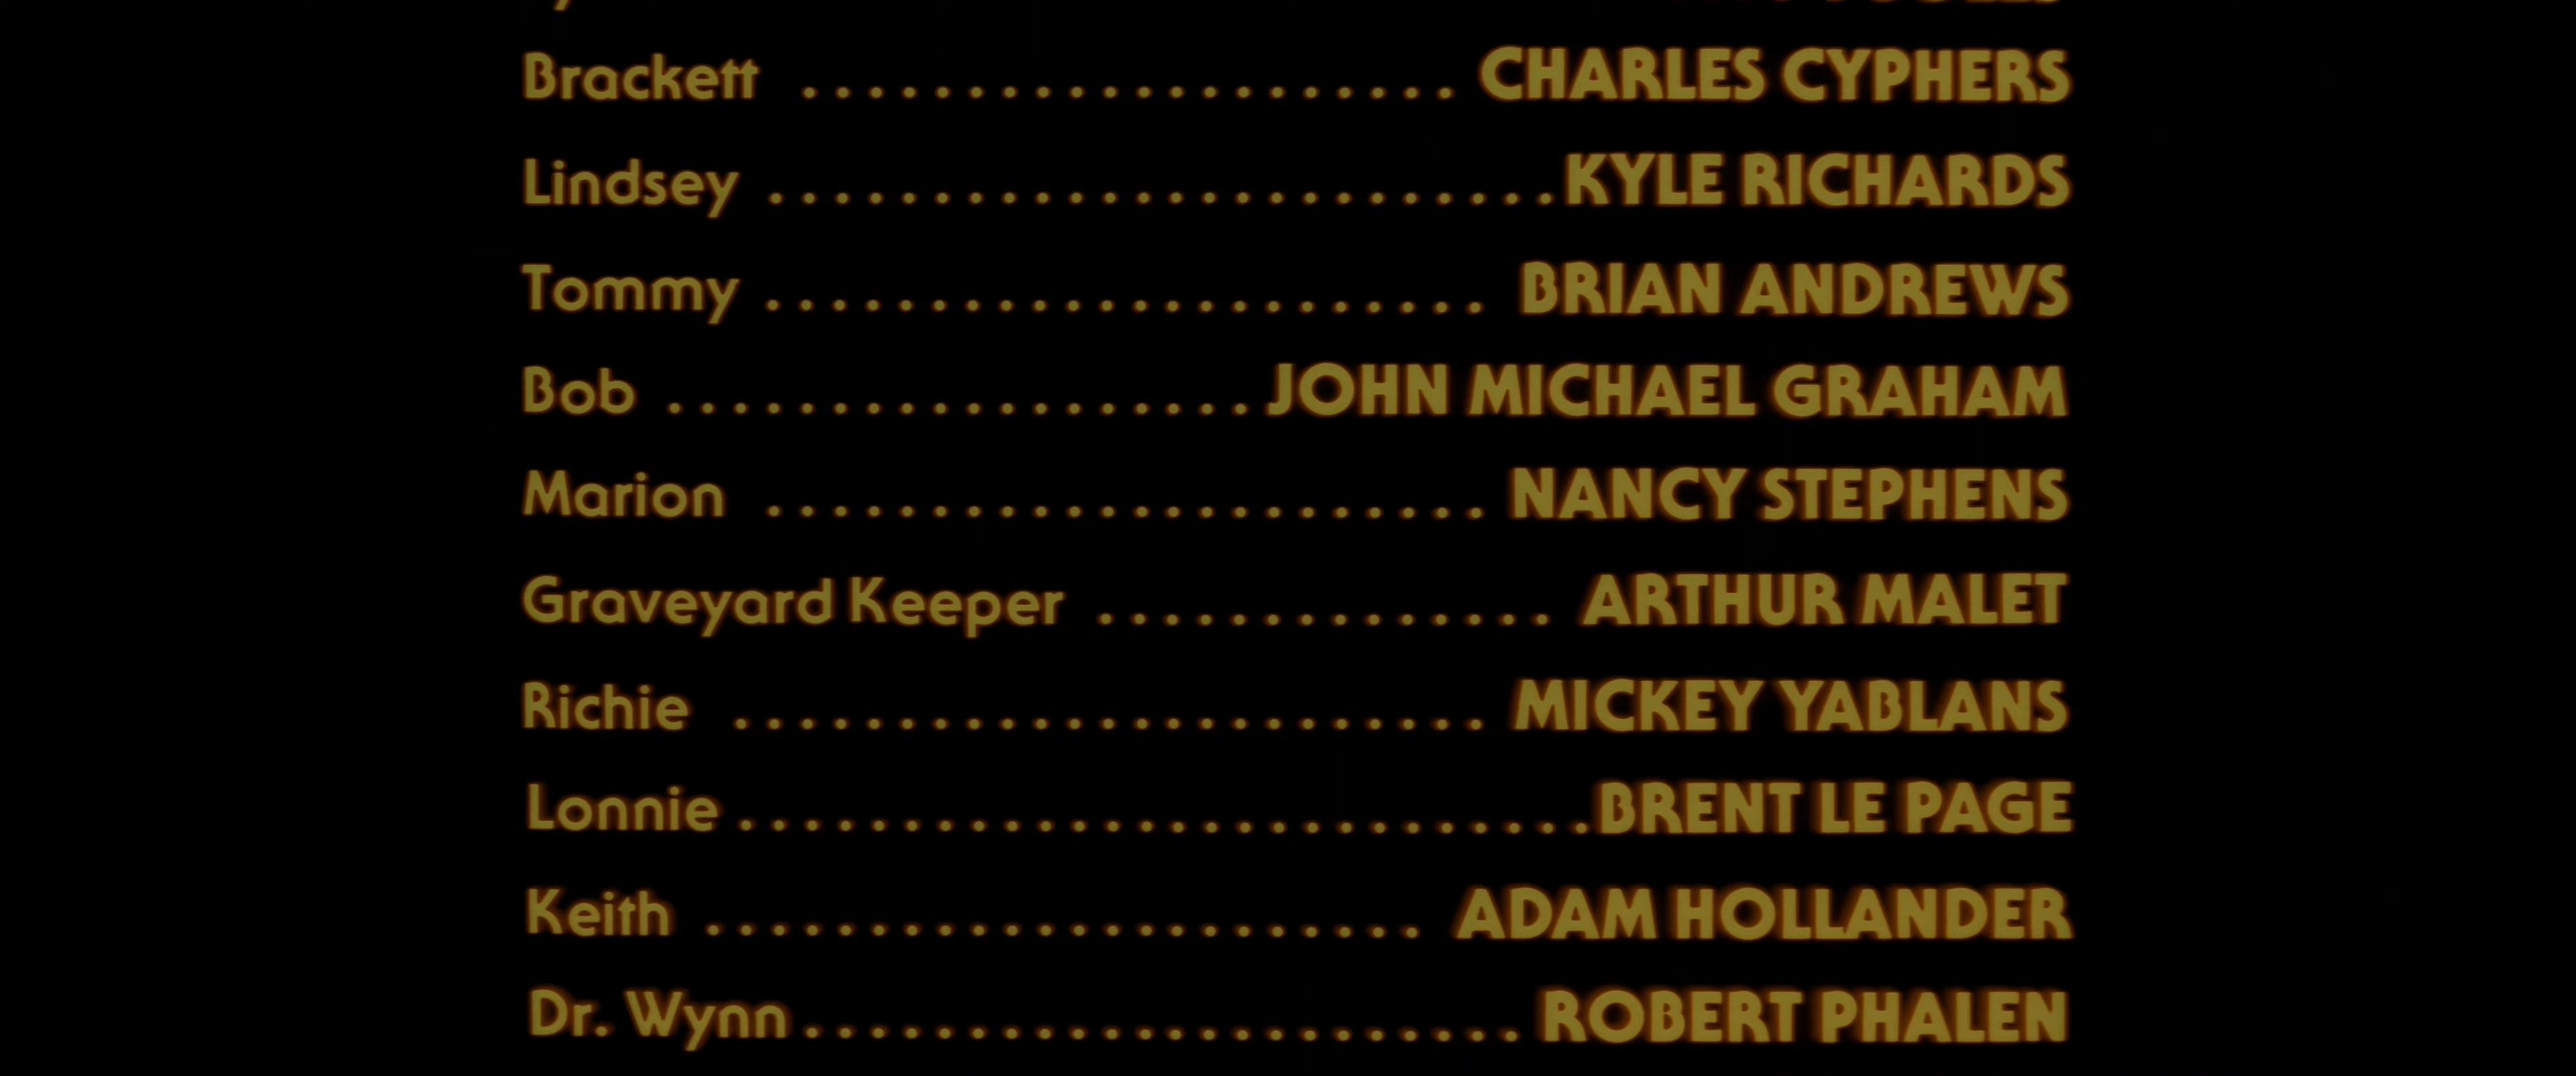 Brackett . . . . . . . . . . . . . . . . . . . . CHARLES CYPHERS
Lindsey . . . . . . . . . . . . . . . . . . . . . . . . KYLE RICHARDS
Tommy . . . . . . . . . . . . . . . . . . . . . . BRIAN ANDREWS
Bob . . . . . . . . . . . . . . . . . . JOHN MICHAEL GRAHAM
Marion . . . . . . . . . . . . . . . . . . . . . . NANCY STEPHENS
Graveyard Keeper . . . . . . . . . . . . . . ARTHUR MALET
Richie . . . . . . . . . . . . . . . . . . . . . . . MICKEY YABLANS
Lonnie . . . . . . . . . . . . . . . . . . . . . . . . . . BRENT LE PAGE
Keith . . . . . . . . . . . . . . . . . . . . . . ADAM HOLLANDER
Dr. Wynn . . . . . . . . . . . . . . . . . . . . . . ROBERT PHALEN